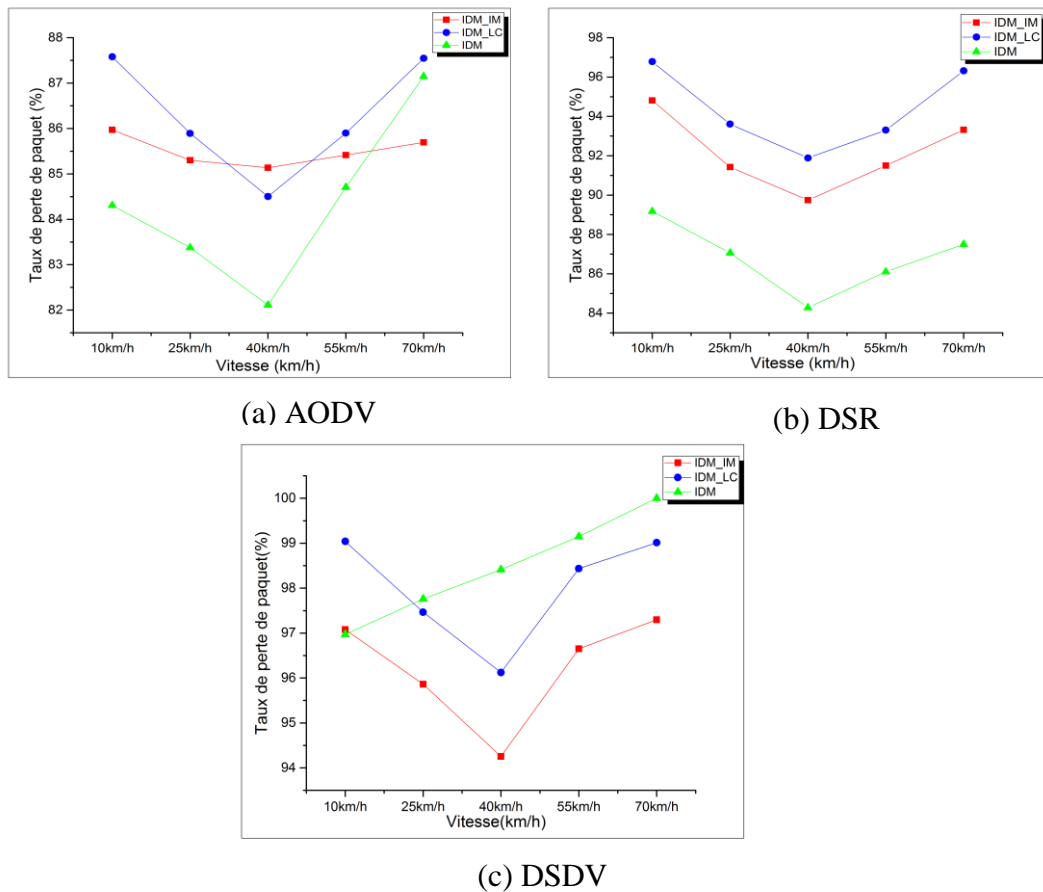 IDM_IM
IDM_LC
IDM
88
87
86
85
84
83
82
Taux de perte de paquet (%)
10km/h 25km/h 40km/h 55km/h 70km/h
Vitesse (km/h)
(a) AODV
IDM_IM
IDM_LC
IDM
98
96
94
92
90
88
86
84
Taux de perte de paquet (%)
10km/h 25km/h 40km/h 55km/h 70km/h
Vitesse (km/h)
(b) DSR
IDM_IM
IDM_LC
IDM
100
99
98
97
96
95
94
Taux de perte de paquet(%)
10km/h 25km/h 40km/h 55km/h 70km/h
Vitesse(km/h)
(c) DSDV